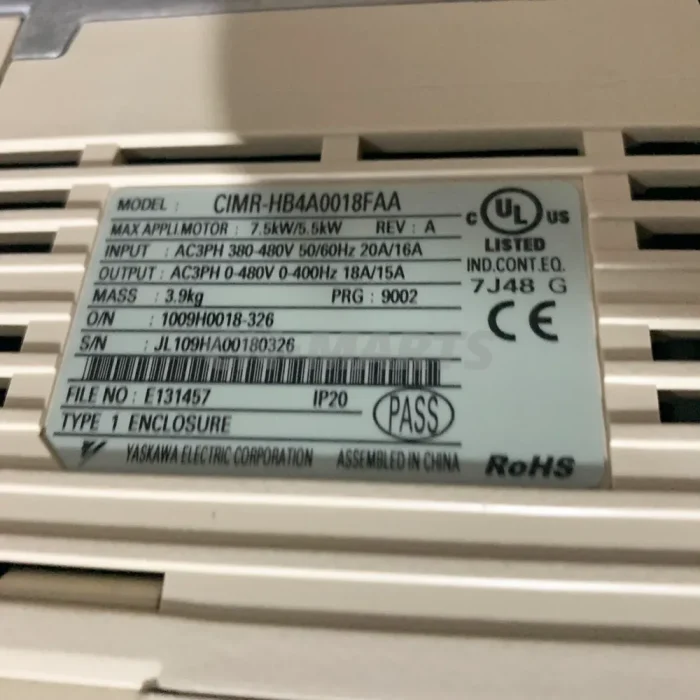 MODEL : CIMR-HB4A0018FAA
MAX APPLI.MOTOR : 7.5kW/5.5kW REV : A
INPUT : AC3PH 380-480V 50/60Hz 20A/16A
OUTPUT : AC3PH 0-480V 0-400Hz 18A/15A
MASS : 3.9kg PRG : 9002
O/N : 1009H0018-326
S/N : JL109HA00180326
FILE NO : E131457 IP20 PASS
TYPE 1 ENCLOSURE
YASKAWA ELECTRIC CORPORATION ASSEMBLED IN CHINA
C UL US
LISTED
IND.CONT.EQ.
7J48 G
CE
RoHS